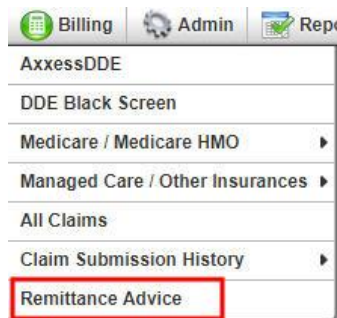 Billing Admin Repo
AxxessDDE
DDE Black Screen
Medicare / Medicare HMO
Managed Care / Other Insurances
All Claims
Claim Submission History
Remittance Advice